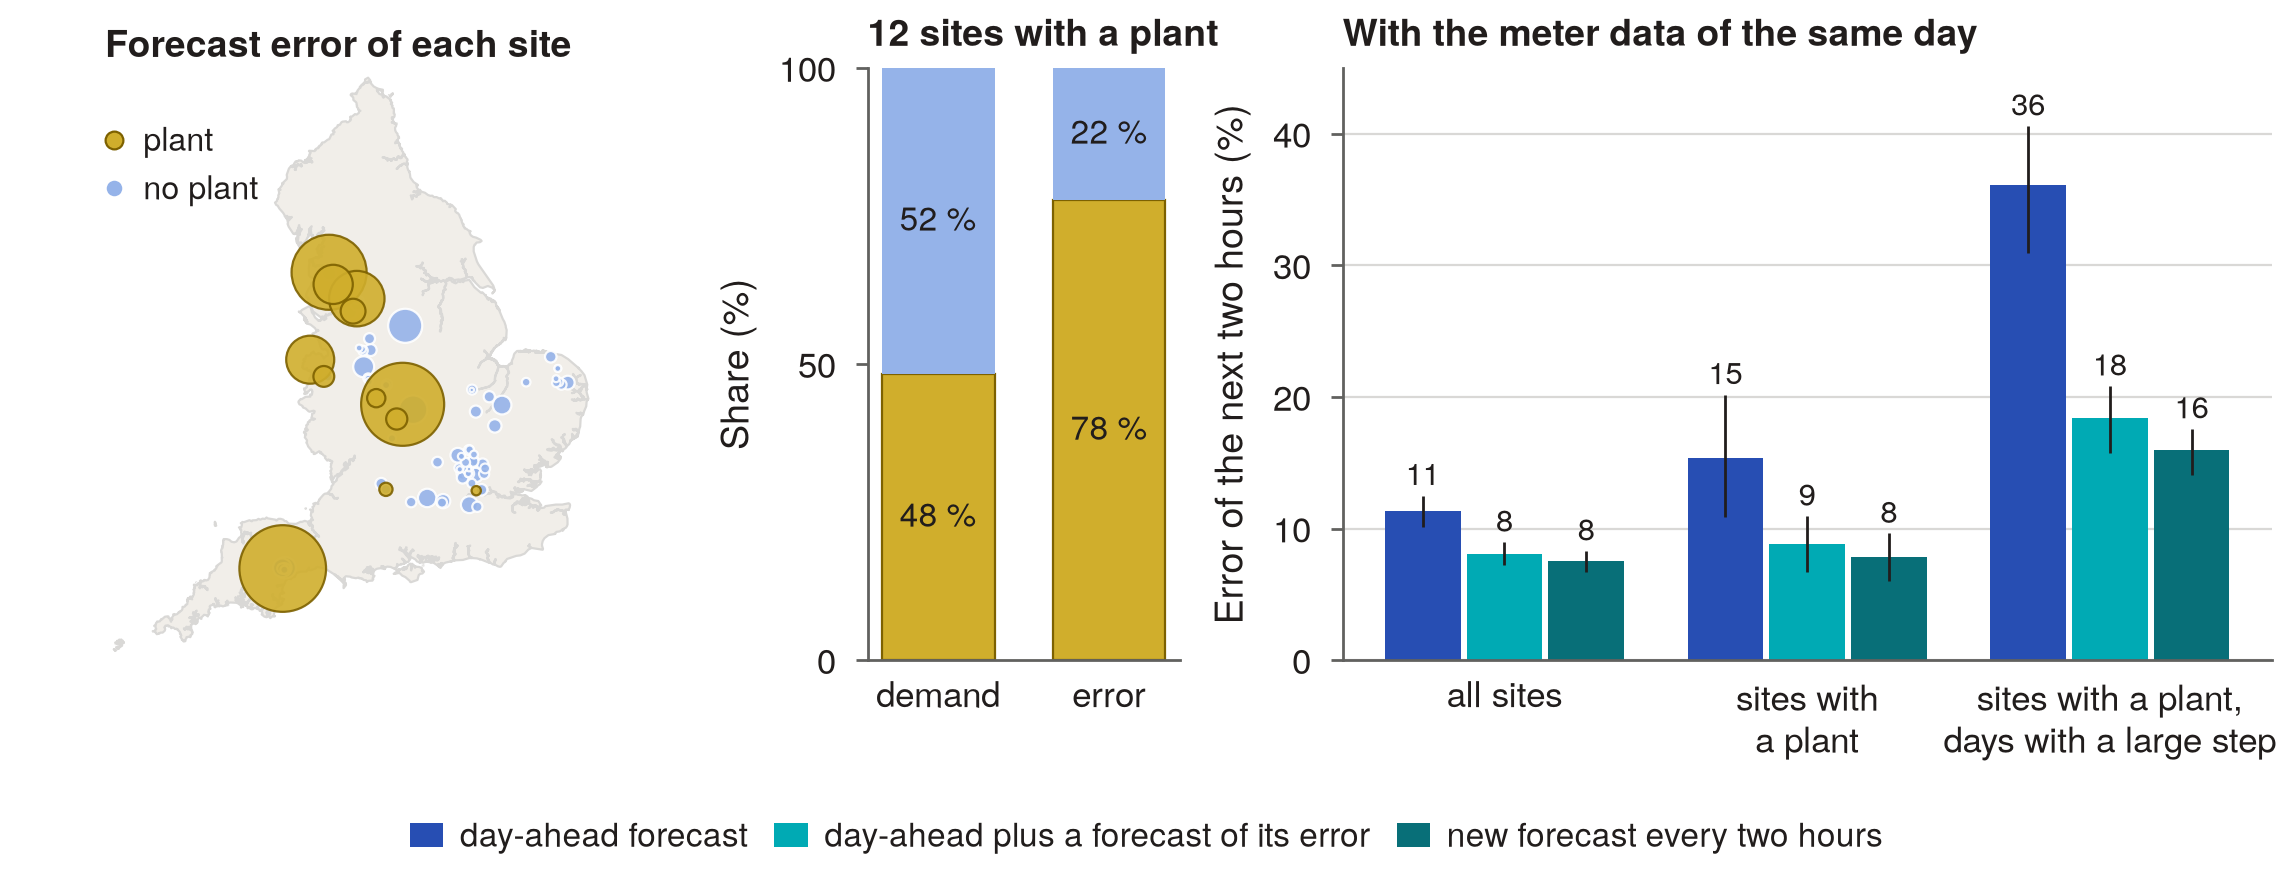 Forecast error of each site
plant
no plant
12 sites with a plant
Share (%)
100
50
0
52 %
48 %
22 %
78 %
demand
error
With the meter data of the same day
Error of the next two hours (%)
40
30
20
10
0
11
8
8
15
9
8
36
18
16
all sites
sites with
a plant
sites with a plant,
days with a large step
day-ahead forecast
day-ahead plus a forecast of its error
new forecast every two hours